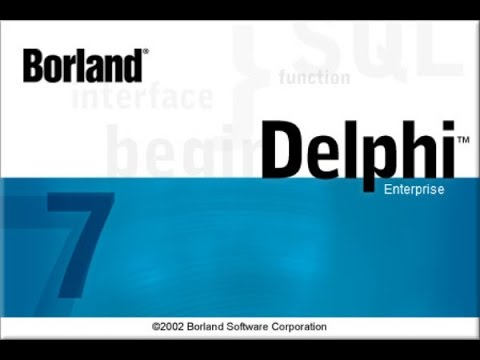 SQL
Borland®
{
function
interface
begin
Delphi™
Enterprise
7
©2002 Borland Software Corporation